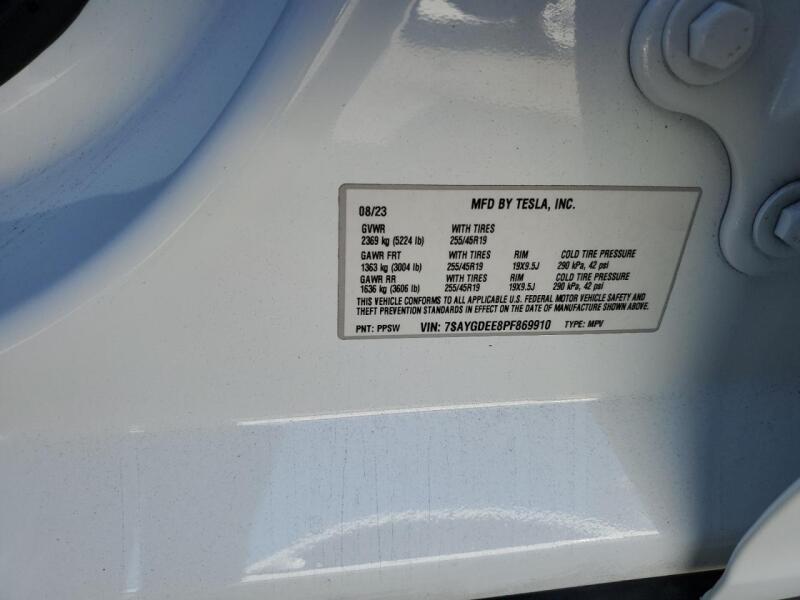 08/23 MFD BY TESLA, INC.
GVWR WITH TIRES
2369 kg (5224 lb) 255/45R19
GAWR FRT WITH TIRES RIM COLD TIRE PRESSURE
1363 kg (3004 lb) 255/45R19 19X9.5J 290 kPa, 42 psi
GAWR RR WITH TIRES RIM COLD TIRE PRESSURE
1636 kg (3606 lb) 255/45R19 19X9.5J 290 kPa, 42 psi
THIS VEHICLE CONFORMS TO ALL APPLICABLE U.S. FEDERAL MOTOR VEHICLE SAFETY AND
THEFT PREVENTION STANDARDS IN EFFECT ON THE DATE OF MANUFACTURE SHOWN ABOVE.
PNT: PPSW VIN: 7SAYGDEE8PF869910 TYPE: MPV